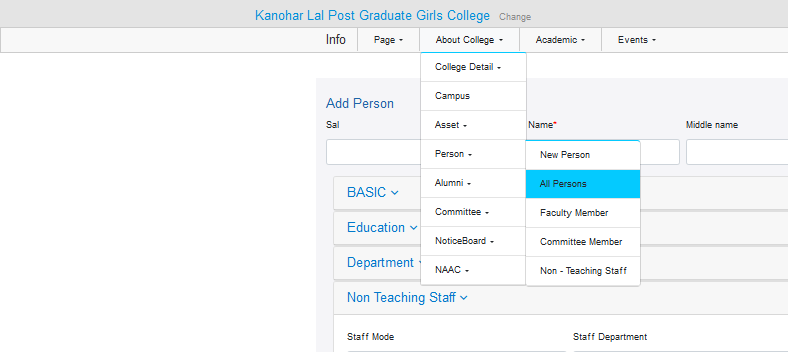 Kanohar Lal Post Graduate Girls College Change
Info Page About College Academic Events
College Detail
Campus
Asset
Person
Alumni
Committee
NoticeBoard
NAAC
New Person
All Persons
Faculty Member
Committee Member
Non - Teaching Staff
Add Person
Sal Name* Middle name
BASIC
Education
Department
Non Teaching Staff
Staff Mode Staff Department